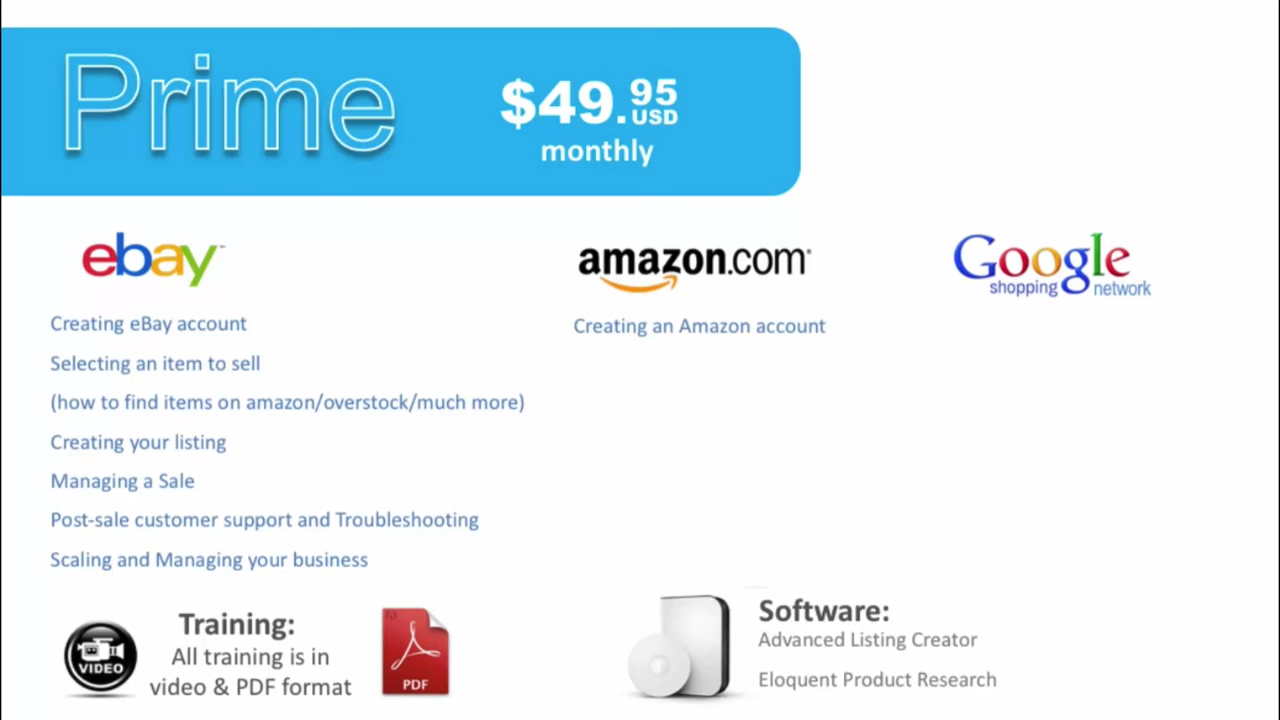 Prime
$49.95
USD
monthly
ebay™
amazon.com®
Google
shopping network
Creating eBay account
Creating an Amazon account
Selecting an item to sell
(how to find items on amazon/overstock/much more)
Creating your listing
Managing a Sale
Post-sale customer support and Troubleshooting
Scaling and Managing your business
VIDEO
Training:
All training is in
video & PDF format
PDF
Software:
Advanced Listing Creator
Eloquent Product Research